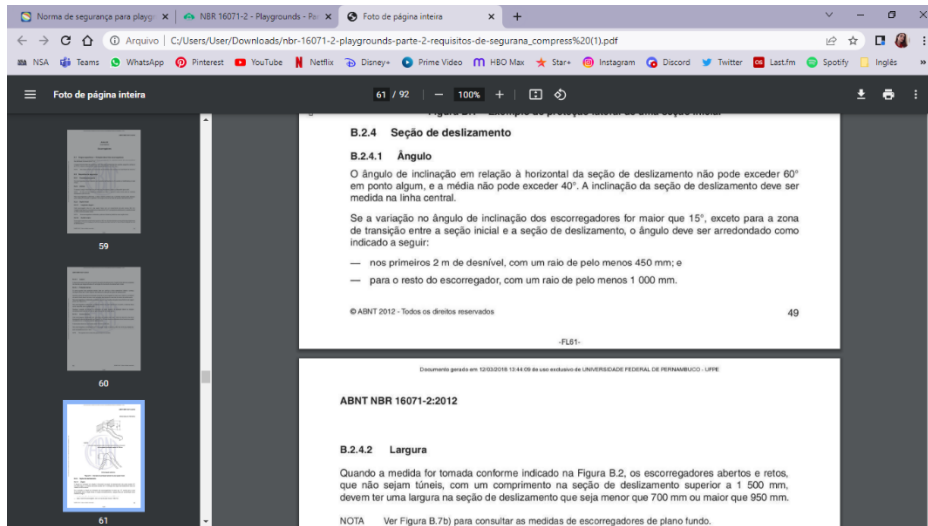 Norma de segurança para playgr
NBR 16071-2 - Playgrounds - Par
Foto de página inteira
Arquivo | C:/Users/User/Downloads/nbr-16071-2-playgrounds-parte-2-requisitos-de-segurana_compress%20(1).pdf
NSA Teams WhatsApp Pinterest YouTube Netflix Disney+ Prime Video HBO Max Star+ Instagram Discord Twitter Last.fm Spotify Inglês »
Foto de página inteira 61 / 92 | — 100% + |
59
60
61
B.2.4 Seção de deslizamento
B.2.4.1 Ângulo
O ângulo de inclinação em relação à horizontal da seção de deslizamento não pode exceder 60°
em ponto algum, e a média não pode exceder 40°. A inclinação da seção de deslizamento deve ser
medida na linha central.
Se a variação no ângulo de inclinação dos escorregadores for maior que 15°, exceto para a zona
de transição entre a seção inicial e a seção de deslizamento, o ângulo deve ser arredondado como
indicado a seguir:
— nos primeiros 2 m de desnível, com um raio de pelo menos 450 mm; e
— para o resto do escorregador, com um raio de pelo menos 1 000 mm.
© ABNT 2012 - Todos os direitos reservados 49
-FL61-
Documento gerado em 12/03/2018 13:44:09 de uso exclusivo de UNIVERSIDADE FEDERAL DE PERNAMBUCO - UFPE
ABNT NBR 16071-2:2012
B.2.4.2 Largura
Quando a medida for tomada conforme indicado na Figura B.2, os escorregadores abertos e retos,
que não sejam túneis, com um comprimento na seção de deslizamento superior a 1 500 mm,
devem ter uma largura na seção de deslizamento que seja menor que 700 mm ou maior que 950 mm.
NOTA Ver Figura B.7b) para consultar as medidas de escorregadores de plano fundo.